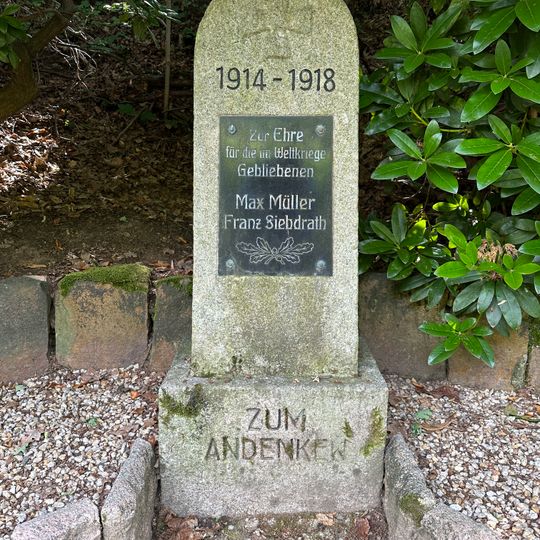 1914-1918
Zur Ehre
für die im Weltkriege
Gebliebenen
Max Müller
Franz Siebdrath
ZUM
ANDENKEN